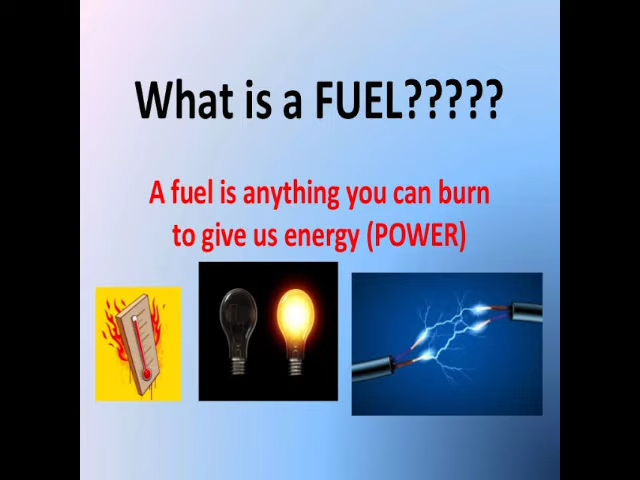 What is a FUEL?????
A fuel is anything you can burn
to give us energy (POWER)